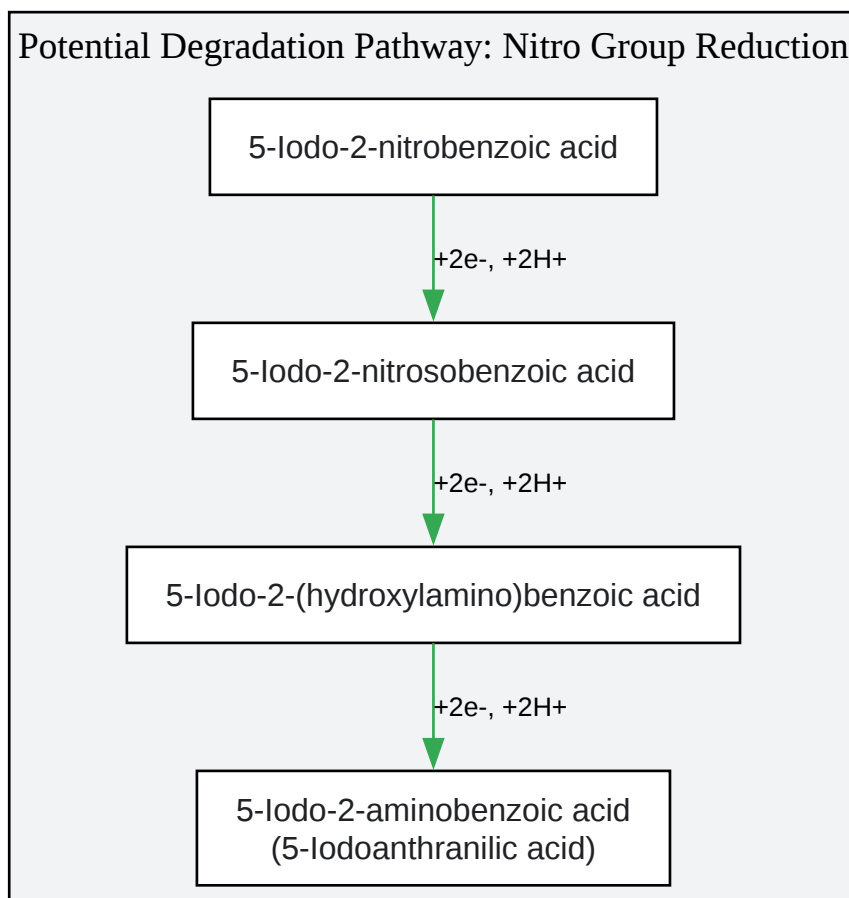 Potential Degradation Pathway: Nitro Group Reduction
5-Iodo-2-nitrobenzoic acid
+2e-, +2H+
5-Iodo-2-nitrosobenzoic acid
+2e-, +2H+
5-Iodo-2-(hydroxylamino)benzoic acid
+2e-, +2H+
5-Iodo-2-aminobenzoic acid
(5-Iodoanthranilic acid)